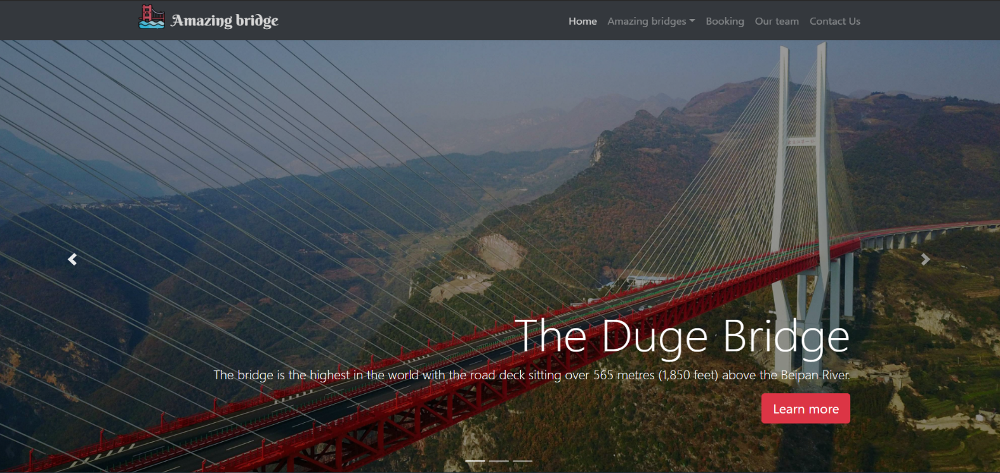 Amazing bridge
Home Amazing bridges Booking Our team Contact Us
The Duge Bridge
The bridge is the highest in the world with the road deck sitting over 565 metres (1,850 feet) above the Beipan River.
Learn more